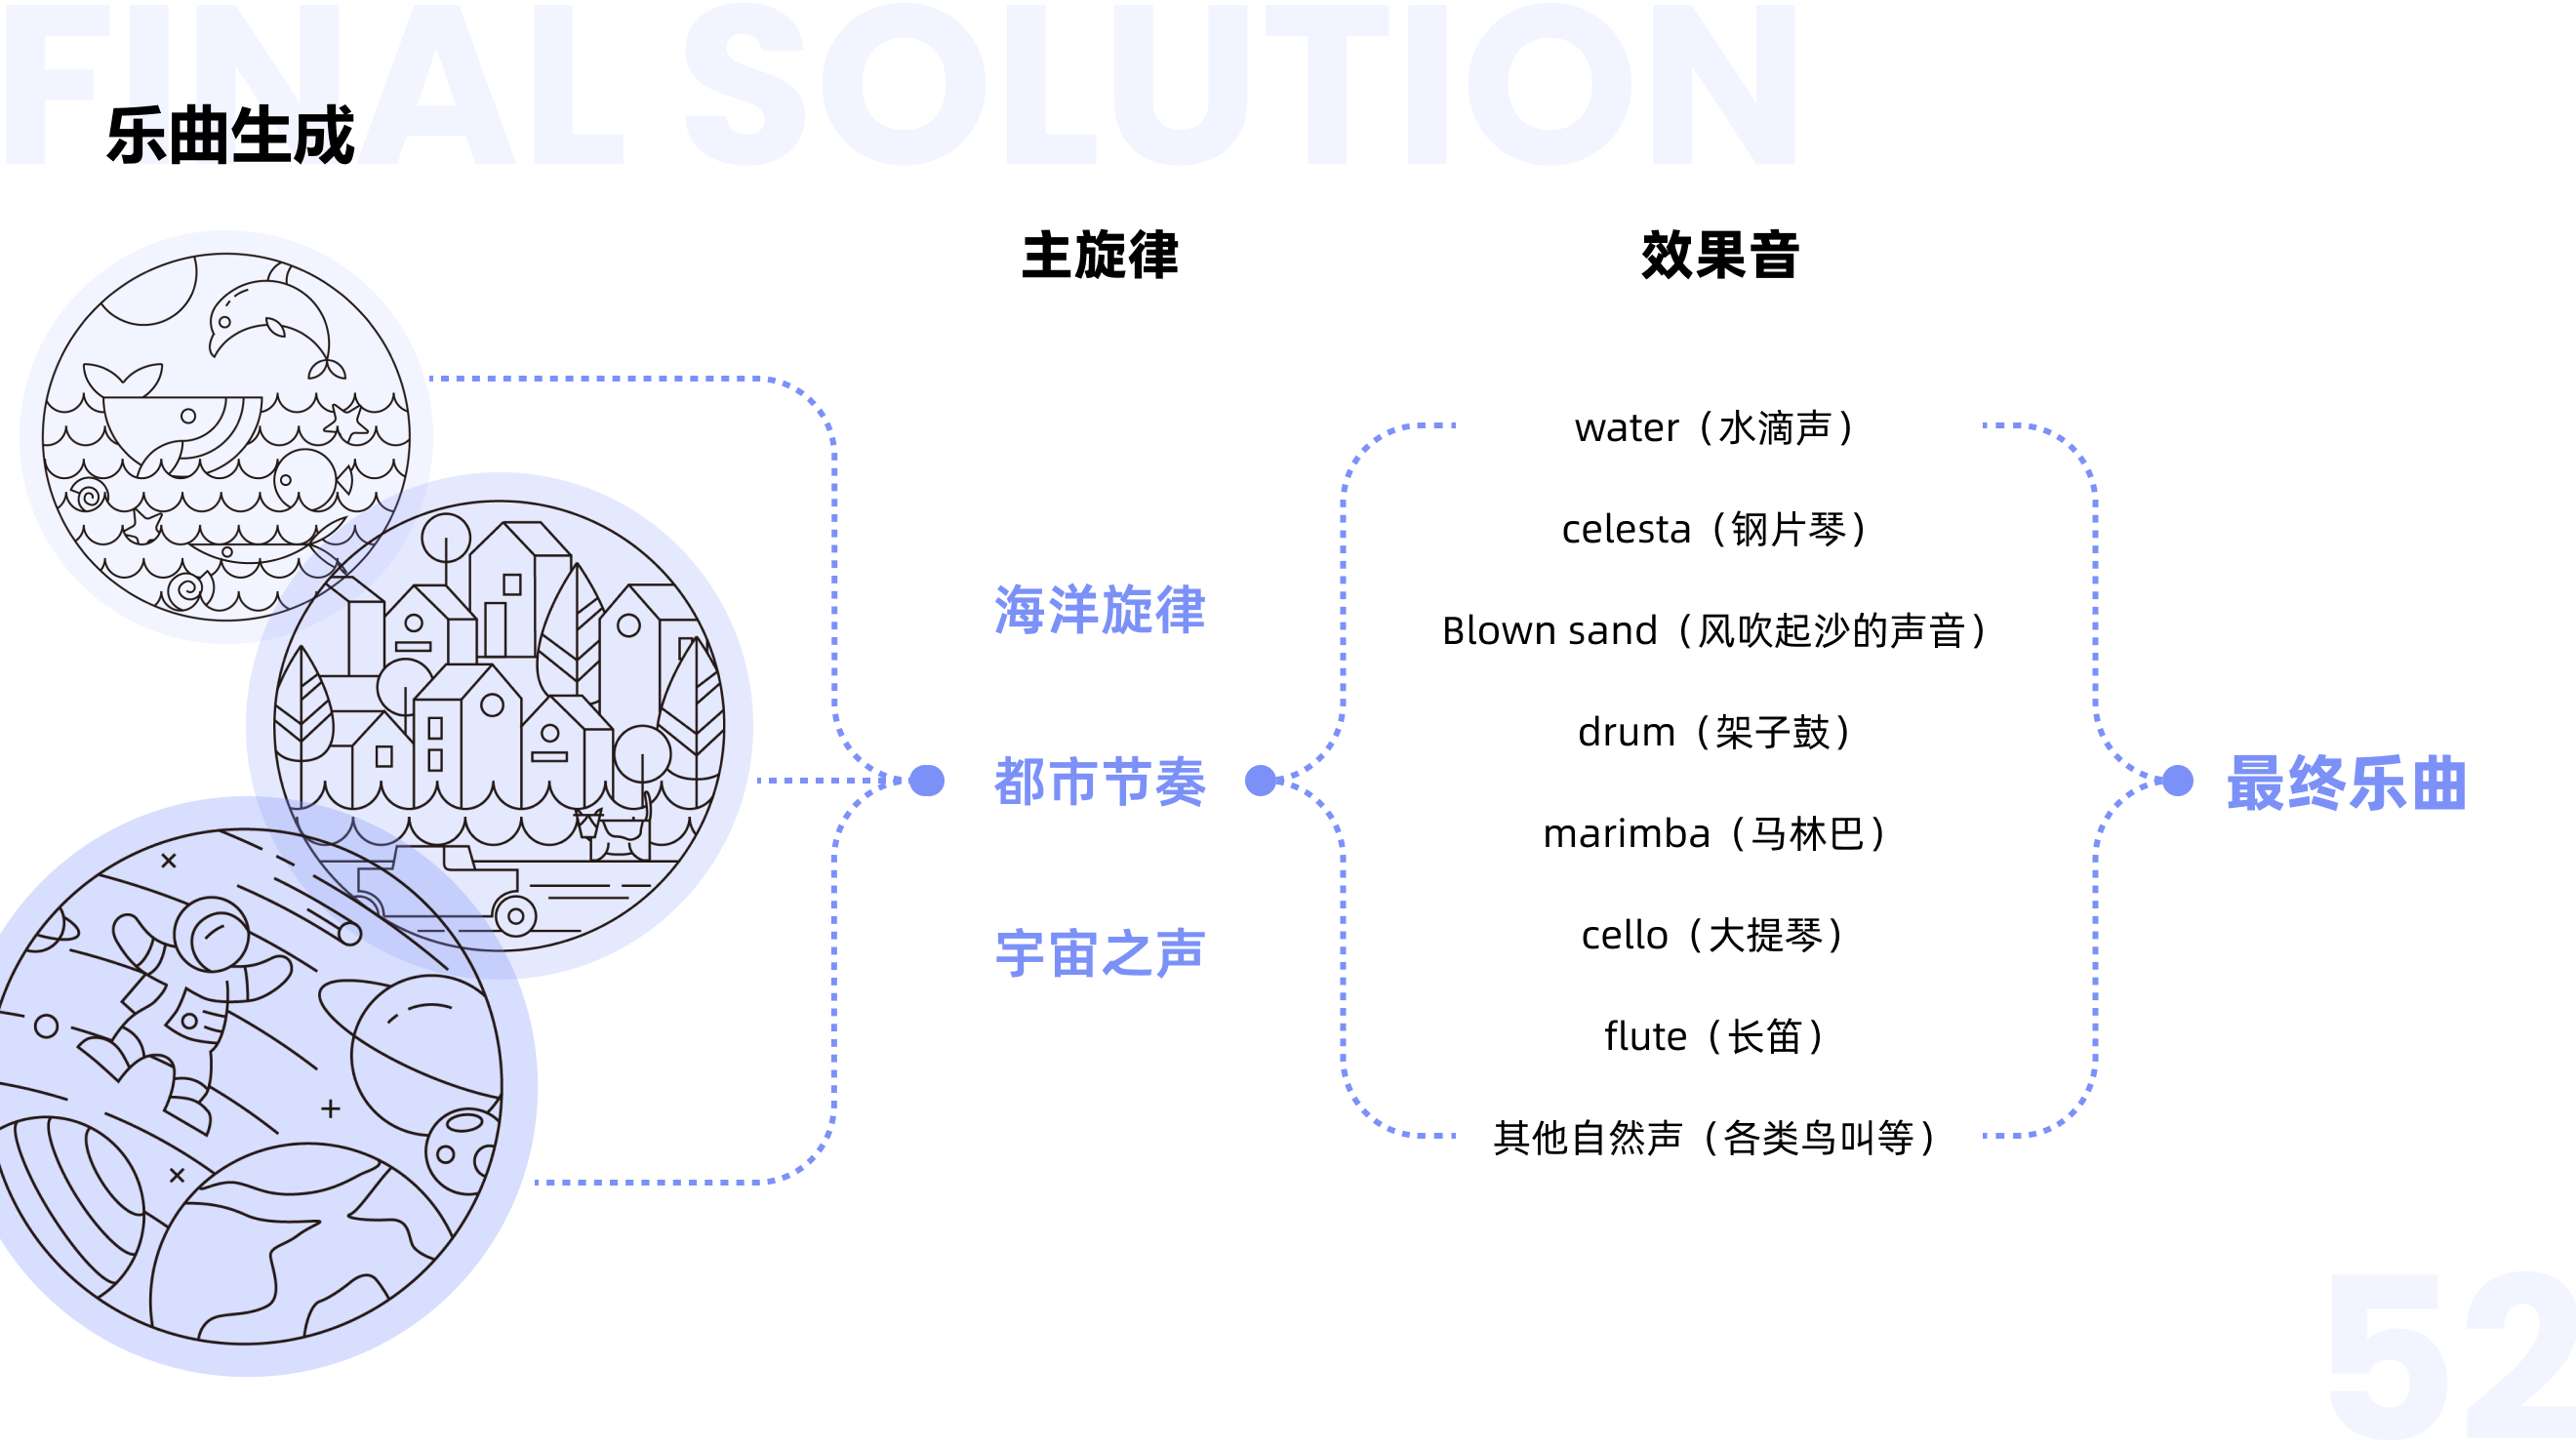 FINAL SOLUTION
乐曲生成
主旋律
效果音
海洋旋律
都市节奏
宇宙之声
water（水滴声）
celesta（钢片琴）
Blown sand（风吹起沙的声音）
drum（架子鼓）
marimba（马林巴）
cello（大提琴）
flute（长笛）
其他自然声（各类鸟叫等）
最终乐曲
52